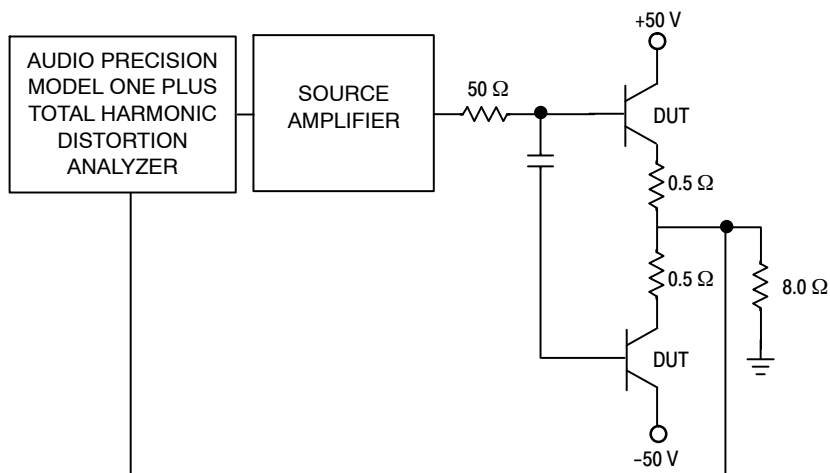 +50 V
AUDIO PRECISION
MODEL ONE PLUS
TOTAL HARMONIC
DISTORTION
ANALYZER
SOURCE
AMPLIFIER
50 Ω
DUT
0.5 Ω
0.5 Ω
8.0 Ω
DUT
−50 V